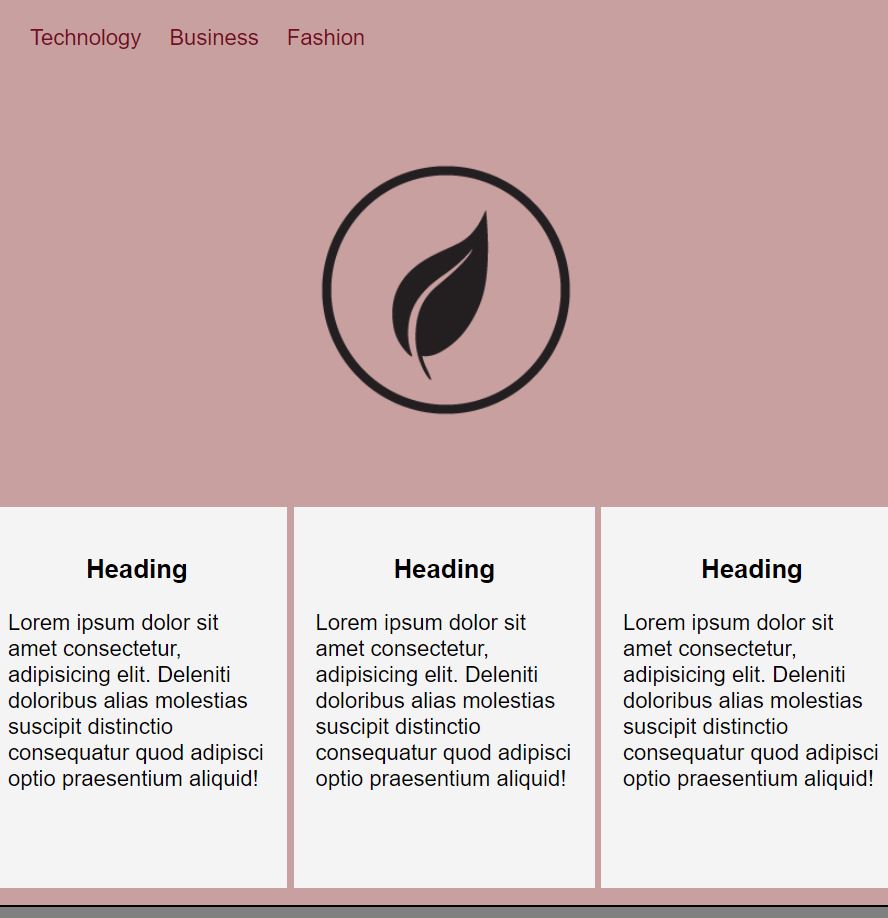 Technology Business Fashion
Heading
Lorem ipsum dolor sit
amet consectetur,
adipisicing elit. Deleniti
doloribus alias molestias
suscipit distinctio
consequatur quod adipisci
optio praesentium aliquid!
Heading
Lorem ipsum dolor sit
amet consectetur,
adipisicing elit. Deleniti
doloribus alias molestias
suscipit distinctio
consequatur quod adipisci
optio praesentium aliquid!
Heading
Lorem ipsum dolor sit
amet consectetur,
adipisicing elit. Deleniti
doloribus alias molestias
suscipit distinctio
consequatur quod adipisci
optio praesentium aliquid!